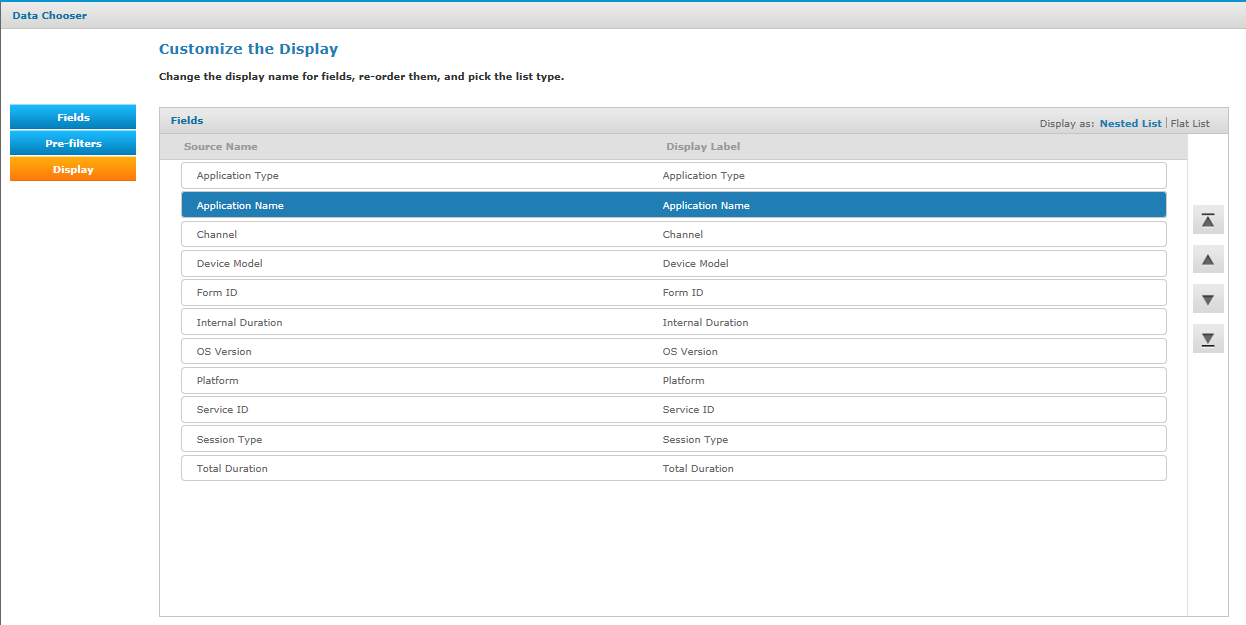 Data Chooser
Customize the Display
Change the display name for fields, re-order them, and pick the list type.
Fields
Pre-filters
Display
Fields
Display as: Nested List | Flat List
Source Name Display Label
Application Type Application Type
Application Name Application Name
Channel Channel
Device Model Device Model
Form ID Form ID
Internal Duration Internal Duration
OS Version OS Version
Platform Platform
Service ID Service ID
Session Type Session Type
Total Duration Total Duration